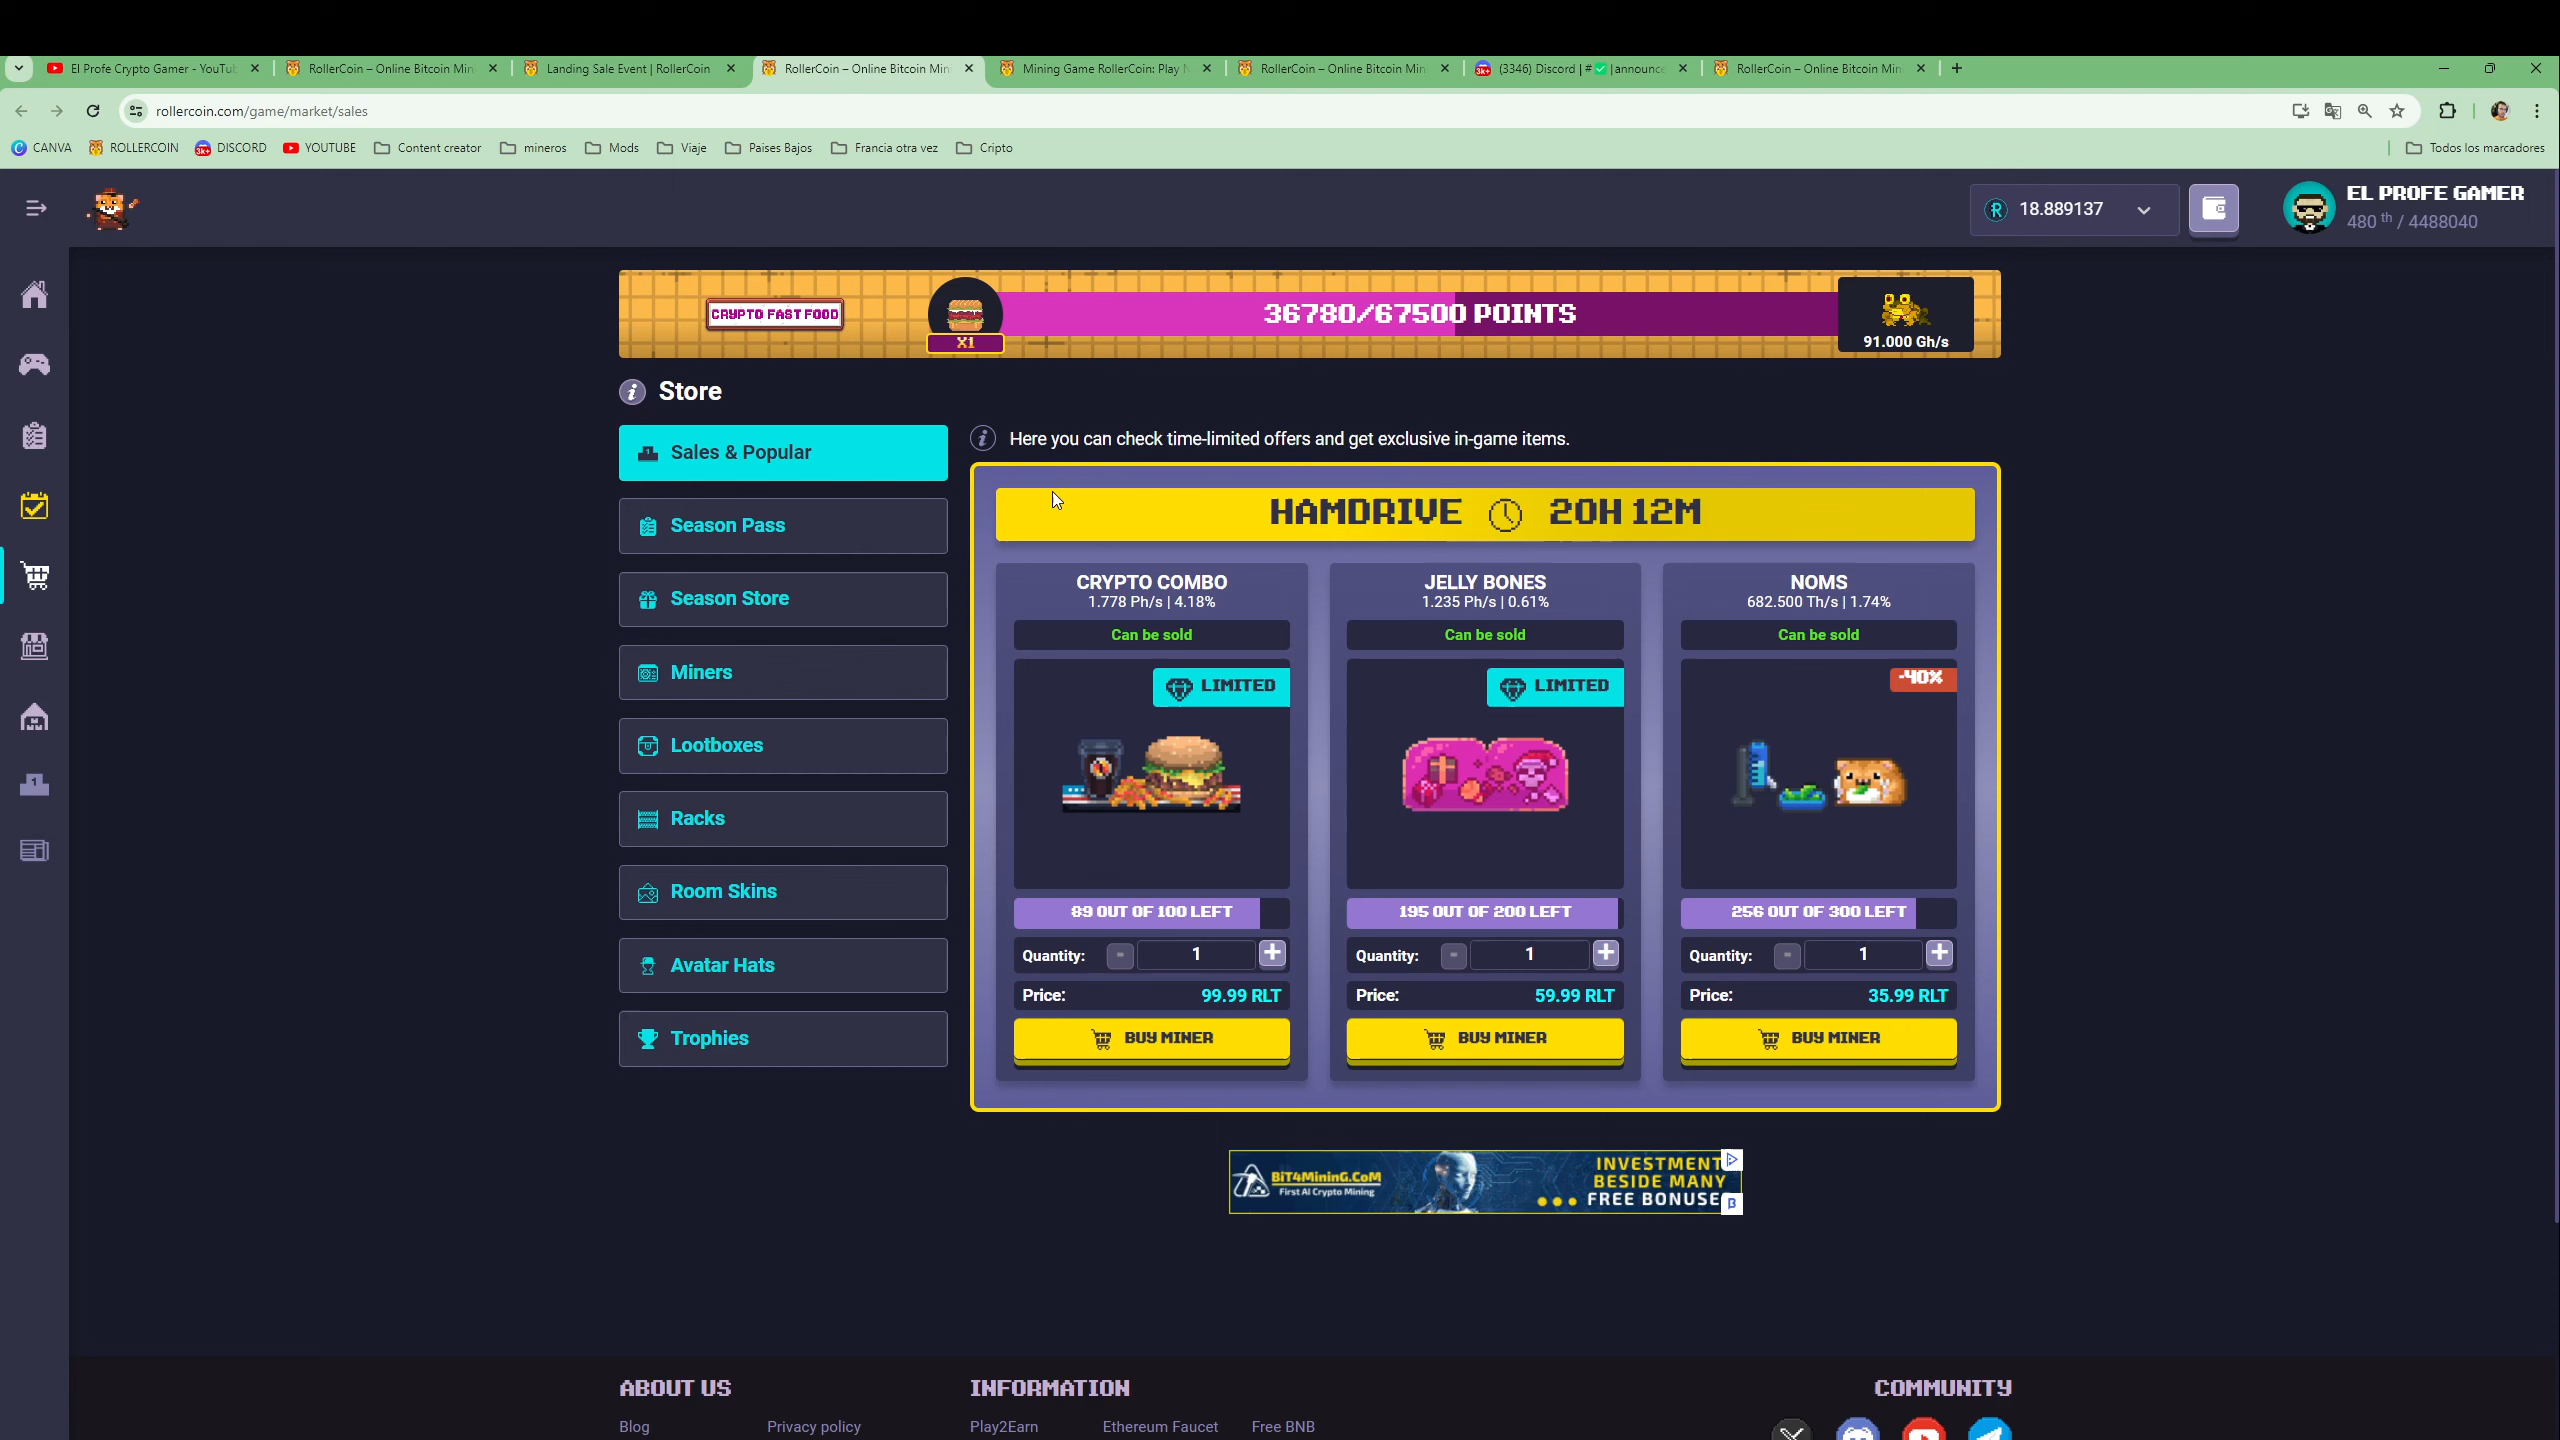 El Profe Crypto Gamer - YouTu
RollerCoin – Online Bitcoin Min
Landing Sale Event | RollerCoin
RollerCoin – Online Bitcoin Min
Mining Game RollerCoin: Play N
RollerCoin – Online Bitcoin Min
(3346) Discord | #✅|announce
RollerCoin – Online Bitcoin Min
rollercoin.com/game/market/sales
CANVA
ROLLERCOIN
DISCORD
YOUTUBE
Content creator
mineros
Mods
Viaje
Paises Bajos
Francia otra vez
Cripto
Todos los marcadores
18.889137
EL PROFE GAMER
480 th / 4488040
CRYPTO FAST FOOD
X1
36780/67500 POINTS
91.000 Gh/s
Store
Sales & Popular
Season Pass
Season Store
Miners
Lootboxes
Racks
Room Skins
Avatar Hats
Trophies
Here you can check time-limited offers and get exclusive in-game items.
HAMDRIVE 20H 12M
CRYPTO COMBO
1.778 Ph/s | 4.18%
Can be sold
LIMITED
89 OUT OF 100 LEFT
Quantity: - 1 +
Price: 99.99 RLT
BUY MINER
JELLY BONES
1.235 Ph/s | 0.61%
Can be sold
LIMITED
195 OUT OF 200 LEFT
Quantity: - 1 +
Price: 59.99 RLT
BUY MINER
NOMS
682.500 Th/s | 1.74%
Can be sold
-40%
256 OUT OF 300 LEFT
Quantity: - 1 +
Price: 35.99 RLT
BUY MINER
BiT4MininG.CoM
First AI Crypto Mining
INVESTMENT
BESIDE MANY
FREE BONUSE
ABOUT US
Blog
Privacy policy
INFORMATION
Play2Earn
Ethereum Faucet
Free BNB
COMMUNITY